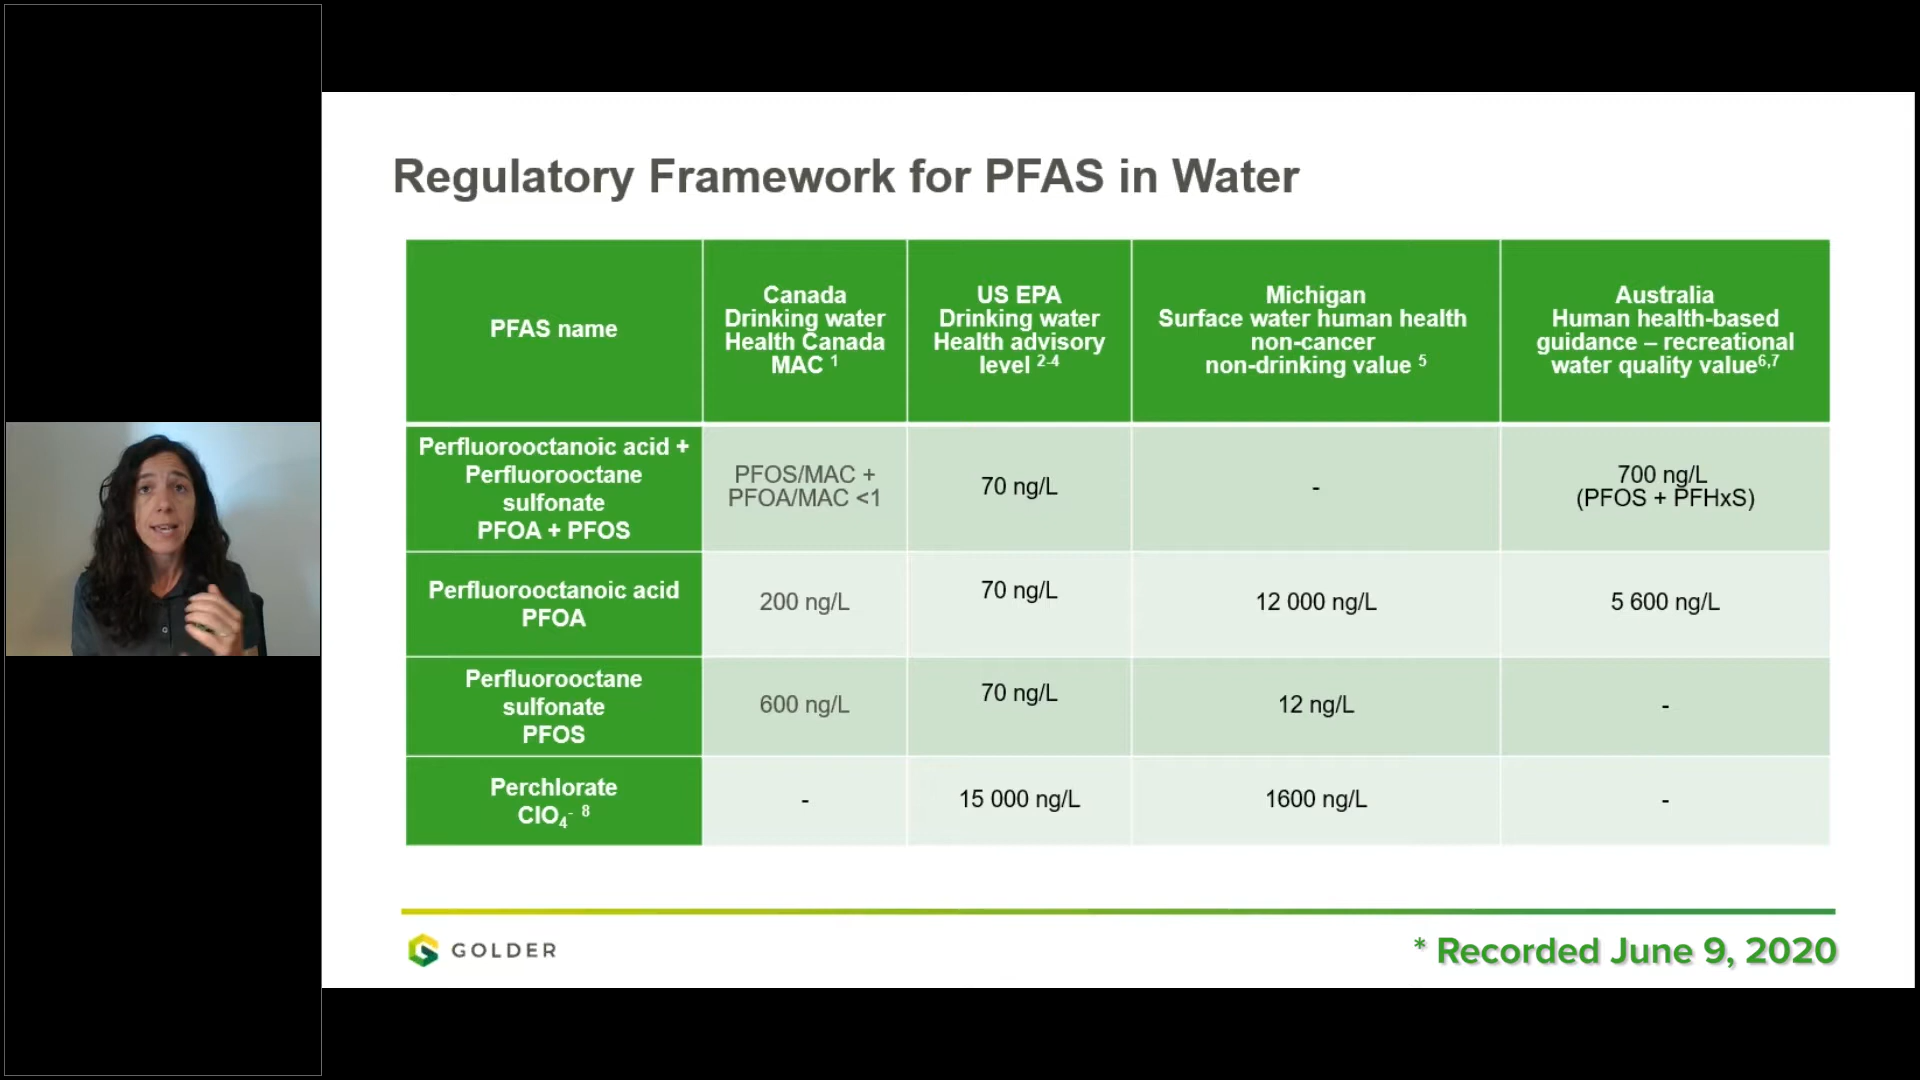 Regulatory Framework for PFAS in Water
PFAS name
Canada
Drinking water
Health Canada
MAC 1
US EPA
Drinking water
Health advisory
level 2-4
Michigan
Surface water human health
non-cancer
non-drinking value 5
Australia
Human health-based
guidance – recreational
water quality value6,7
Perfluorooctanoic acid +
Perfluorooctane
sulfonate
PFOA + PFOS
PFOS/MAC +
PFOA/MAC <1
70 ng/L
-
700 ng/L
(PFOS + PFHxS)
Perfluorooctanoic acid
PFOA
200 ng/L
70 ng/L
12 000 ng/L
5 600 ng/L
Perfluorooctane
sulfonate
PFOS
600 ng/L
70 ng/L
12 ng/L
-
Perchlorate
ClO4- 8
-
15 000 ng/L
1600 ng/L
-
GOLDER
* Recorded June 9, 2020